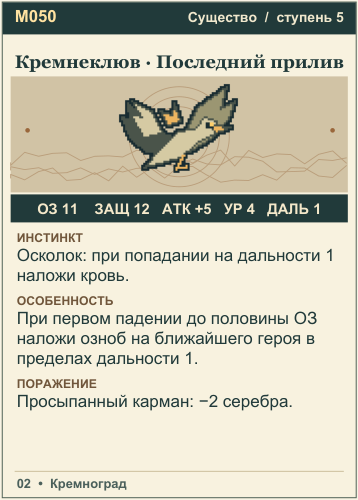 M050
Существо / ступень 5
Кремнеклюв · Последний прилив
ОЗ 11 ЗАЩ 12 АТК +5 УР 4 ДАЛЬ 1
ИНСТИНКТ
Осколок: при попадании на дальности 1
наложи кровь.
ОСОБЕННОСТЬ
При первом падении до половины ОЗ
наложи озноб на ближайшего героя в
пределах дальности 1.
ПОРАЖЕНИЕ
Просыпанный карман: −2 серебра.
02 • Кремноград